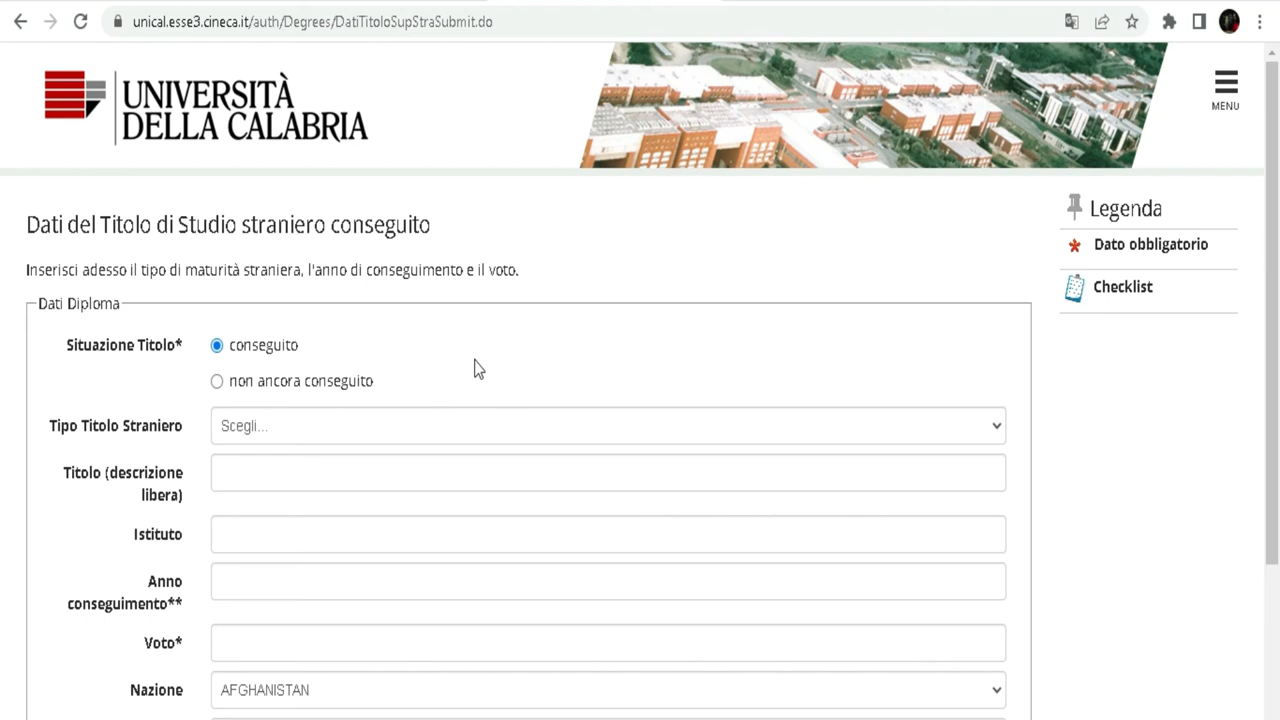 unical.esse3.cineca.it/auth/Degrees/DatiTitoloSupStraSubmit.do
UNIVERSITÀ
DELLA CALABRIA
MENU
Dati del Titolo di Studio straniero conseguito
Inserisci adesso il tipo di maturità straniera, l'anno di conseguimento e il voto.
Legenda
Dato obbligatorio
Checklist
Dati Diploma
Situazione Titolo*
conseguito
non ancora conseguito
Tipo Titolo Straniero
Scegli...
Titolo (descrizione
libera)
Istituto
Anno
conseguimento**
Voto*
Nazione
AFGHANISTAN